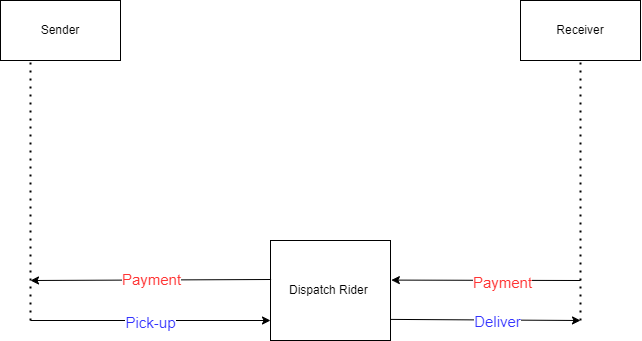 Sender
Receiver
Payment
Payment
Dispatch Rider
Pick-up
Deliver